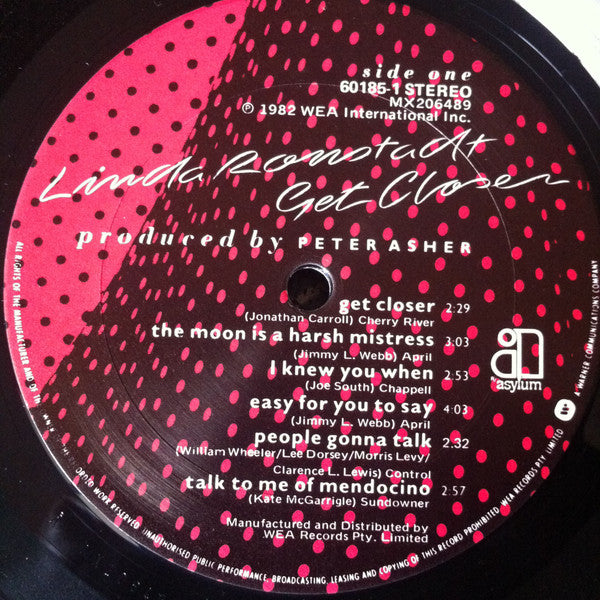 side one
60185-1 STEREO
MX206489
℗ 1982 WEA International Inc.
Linda Ronstadt
Get Closer
produced by PETER ASHER
get closer 2:29
(Jonathan Carroll) Cherry River
the moon is a harsh mistress 3:03
(Jimmy L. Webb) April
I knew you when 2:53
(Joe South) Chappell
easy for you to say 4:03
(Jimmy L. Webb) April
people gonna talk 2.32
(William Wheeler/Lee Dorsey/Morris Levy/
Clarence L. Lewis) Control
talk to me of mendocino 2:57
(Kate McGarrigle) Sundowner
Manufactured and Distributed by
WEA Records Pty. Limited
asylum
ALL RIGHTS OF THE MANUFACTURER AND OF THE
WORK RESERVED. UNAUTHORISED PUBLIC PERFORMANCE, BROADCASTING, LEASING AND COPYING OF THIS RECORD PROHIBITED. WEA RECORDS PTY. LIMITED
A WARNER COMMUNICATIONS COMPANY